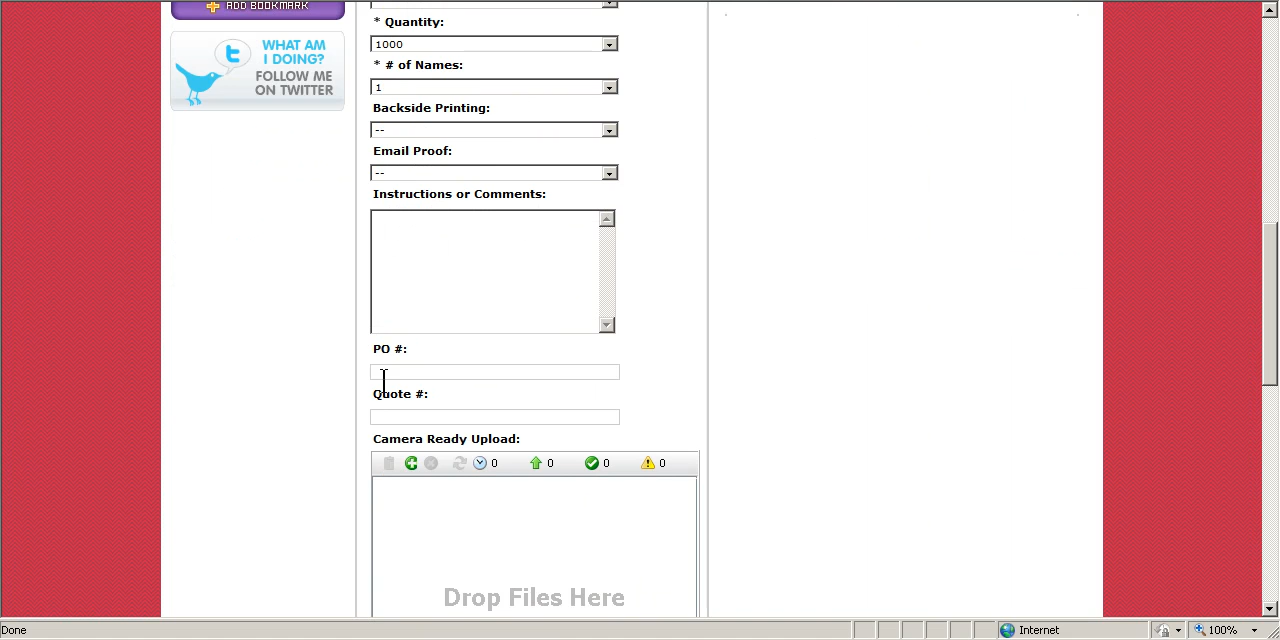 ADD BOOKMARK
WHAT AM
I DOING?
FOLLOW ME
ON TWITTER
* Quantity:
1000
* # of Names:
1
Backside Printing:
--
Email Proof:
--
Instructions or Comments:
PO #:
Quote #:
Camera Ready Upload:
0 0 0 0
Drop Files Here
Done
Internet
100%